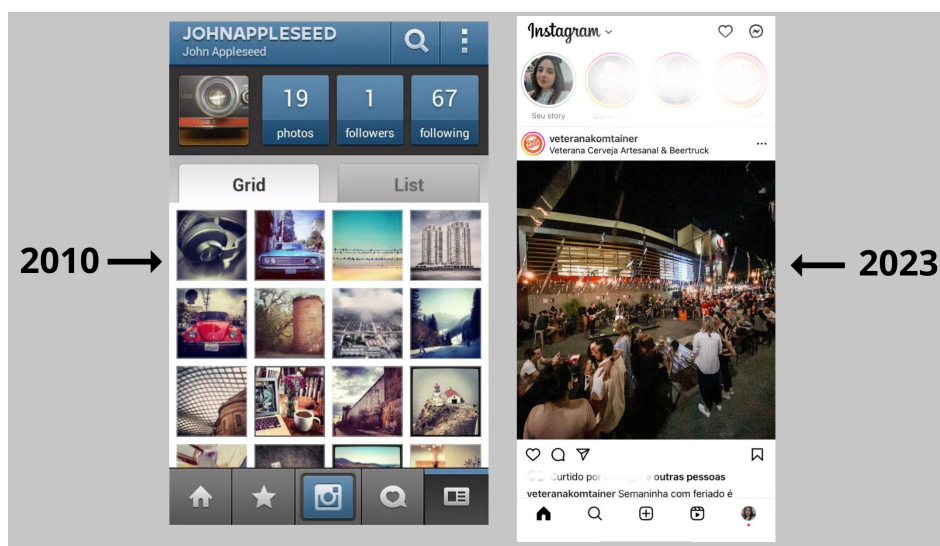 2010
JOHNAPPLESEED
John Appleseed
19
photos
1
followers
67
following
Grid
List
Instagram
Seu story
veteranakomtainer
Veterana Cerveja Artesanal & Beertruck
Curtido por
outras pessoas
veteranakomtainer Semaninha com feriado é
2023